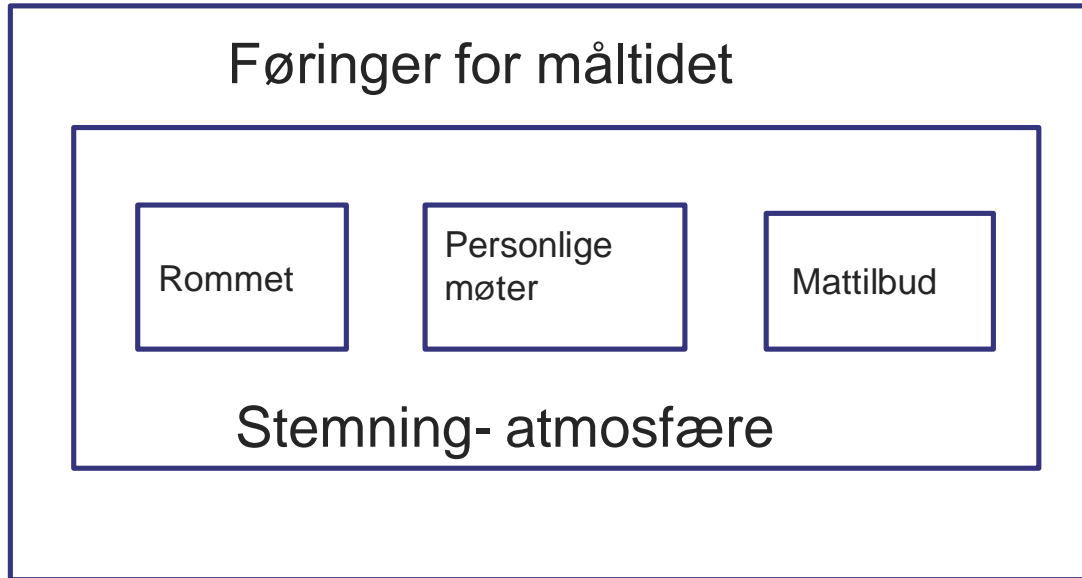 Føringer for måltidet
Rommet
Personlige
møter
Mattilbud
Stemning- atmosfære